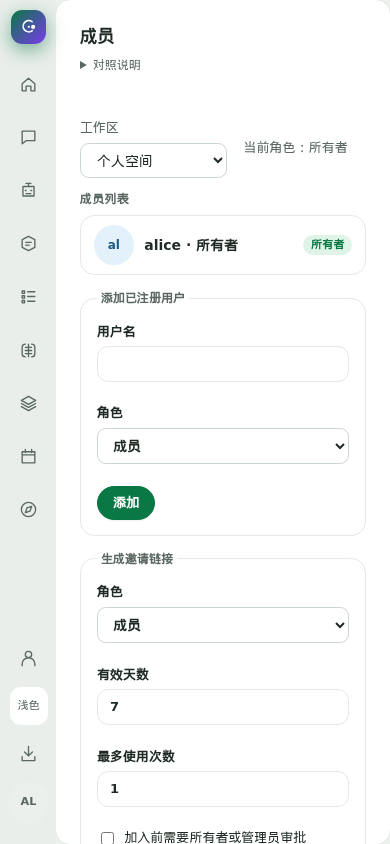 成员
▶ 对照说明
工作区
个人空间
当前角色：所有者
成员列表
al
alice · 所有者
所有者
添加已注册用户
用户名
角色
成员
添加
生成邀请链接
角色
成员
有效天数
7
最多使用次数
1
加入前需要所有者或管理员审批
浅色
AL